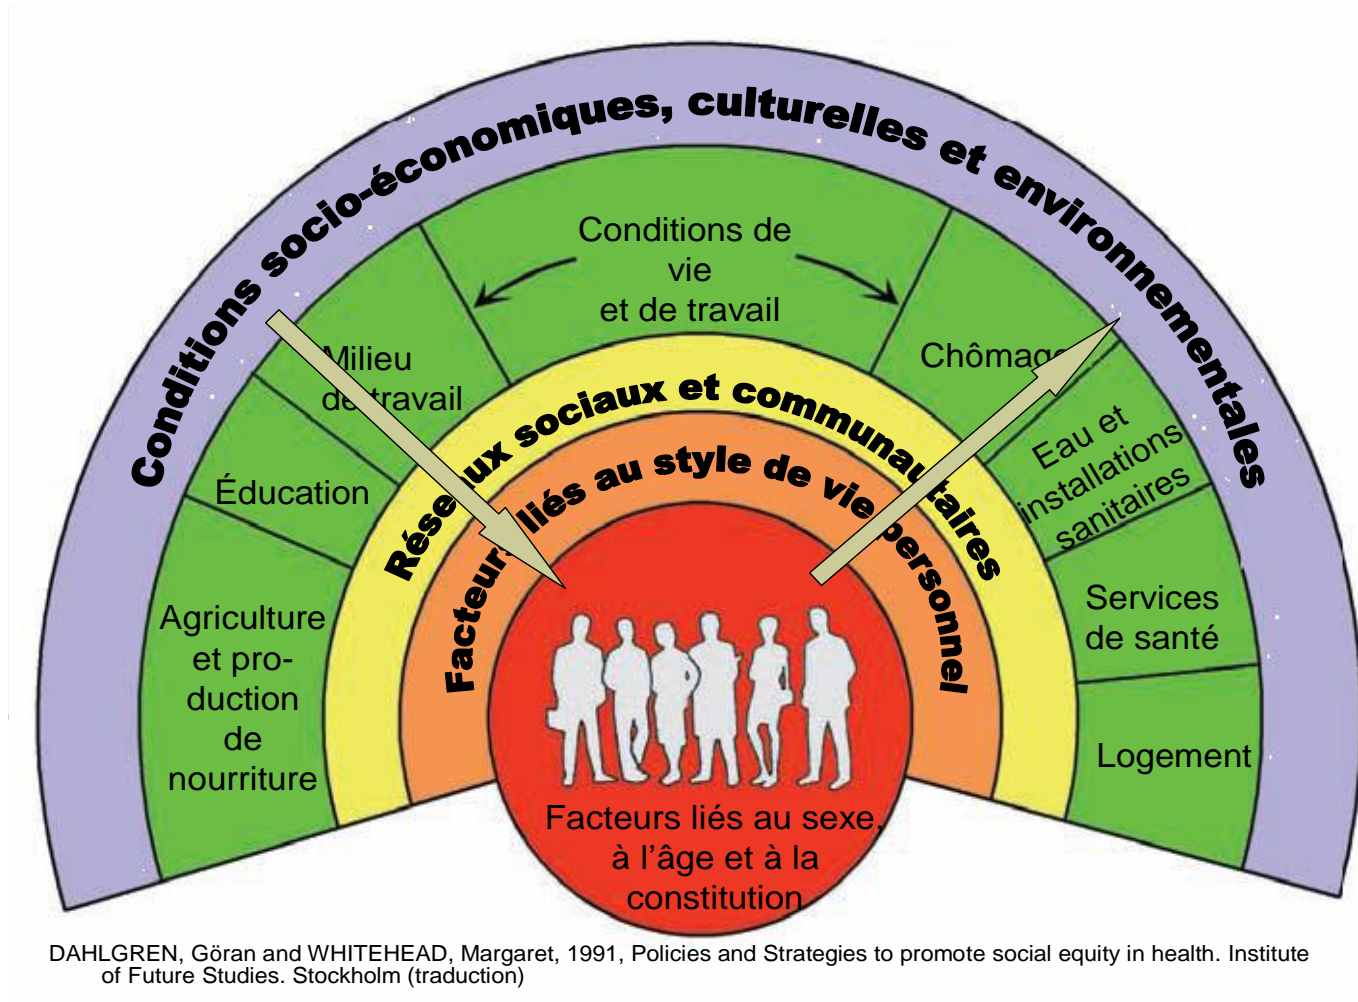 Conditions socio-économiques, culturelles et environnementales
Conditions de
vie
et de travail
Milieu
de travail
Chômage
Éducation
Eau et
installations
sanitaires
Agriculture
et pro-
duction
de
nourriture
Services
de santé
Logement
Réseaux sociaux et communautaires
Facteurs liés au style de vie personnel
Facteurs liés au sexe,
à l’âge et à la
constitution
DAHLGREN, Göran and WHITEHEAD, Margaret, 1991, Policies and Strategies to promote social equity in health. Institute
of Future Studies. Stockholm (traduction)